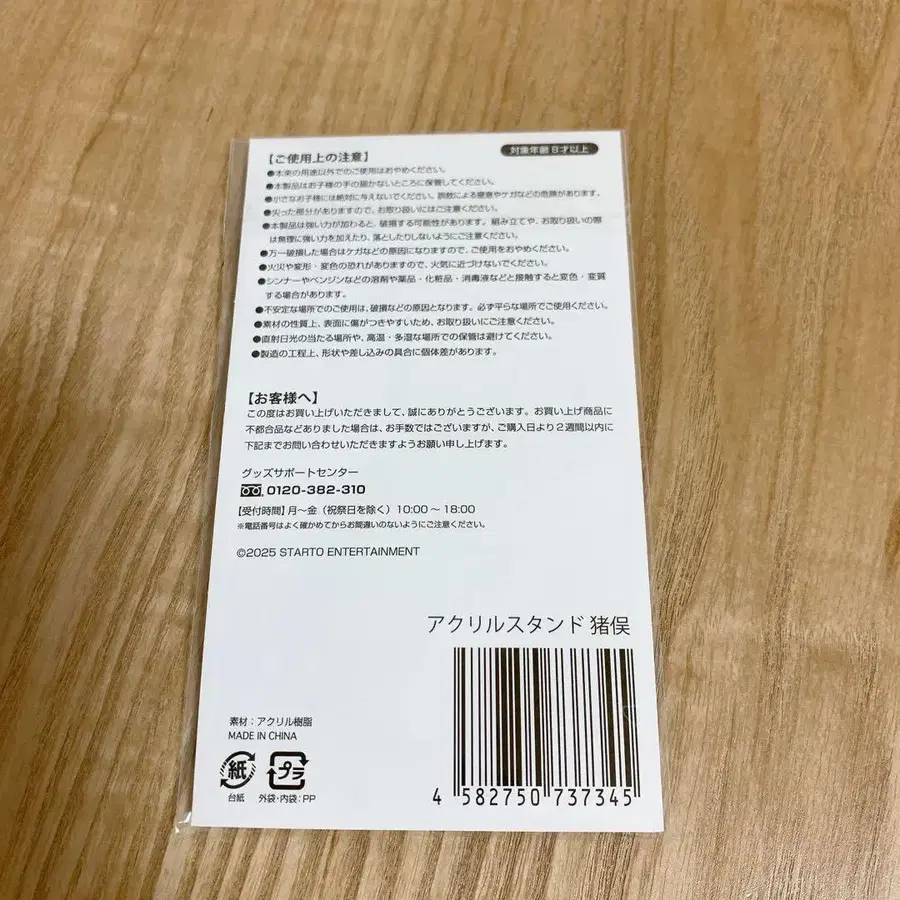 【ご使用上の注意】
対象年齢 8才以上
●本来の用途以外でのご使用はおやめください。
●本製品はお子様の手の届かないところに保管してください。
●小さなお子様には絶対に与えないでください。誤飲による窒息やケガなどの危険があります。
●尖った部分がありますので、お取り扱いにはご注意ください。
●本製品は強い力が加わると、破損する可能性があります。組み立てや、お取り扱いの際
は無理に強い力を加えたり、落としたりしないようにご注意ください。
●万一破損した場合はケガなどの原因になりますので、ご使用をおやめください。
●火災や変形・変色の恐れがありますので、火気に近づけないでください。
●シンナーやベンジンなどの溶剤や薬品・化粧品・消毒液などと接触すると変色・変質
する場合があります。
●不安定な場所でのご使用は、破損などの原因となります。必ず平らな場所でご使用ください。
●素材の性質上、表面に傷がつきやすいため、お取り扱いにご注意ください。
●直射日光の当たる場所や、高温・多湿な場所での保管は避けてください。
●製造の工程上、形状や差し込みの具合に個体差があります。
【お客様へ】
この度はお買い上げいただきまして、誠にありがとうございます。お買い上げ商品に
不都合品などありました場合は、お手数ではございますが、ご購入日より2週間以内に
下記までお問い合わせいただきますようお願い申し上げます。
グッズサポートセンター
0120-382-310
【受付時間】月〜金（祝祭日を除く）10:00〜18:00
※電話番号はよく確かめてからお間違いのないようにご注意ください。
©2025 STARTO ENTERTAINMENT
アクリルスタンド 猪俣
素材：アクリル樹脂
MADE IN CHINA
紙 プラ
台紙 外袋・内袋：PP
4 582750 737345